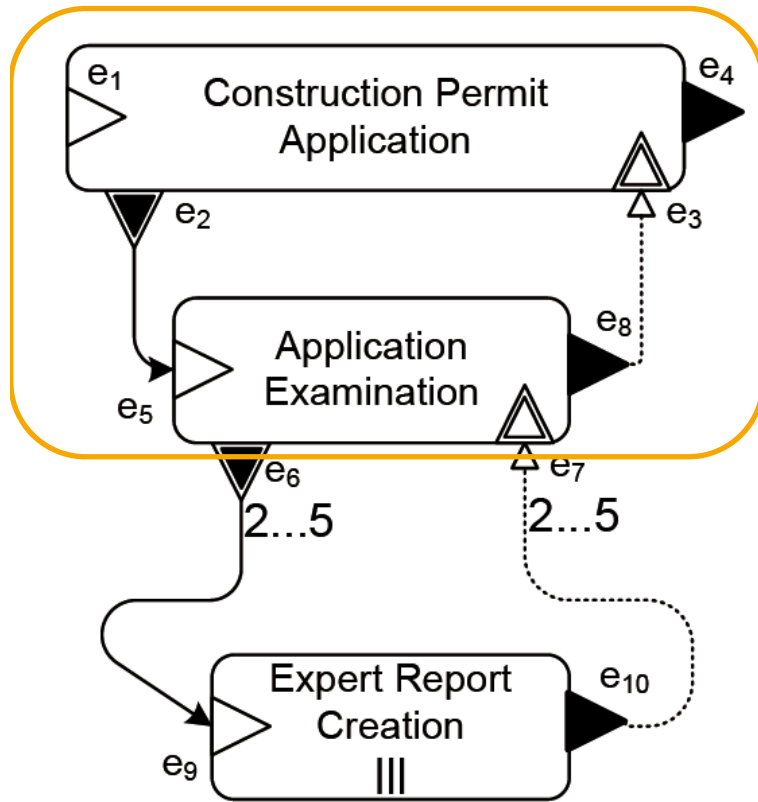 e1
Construction Permit
Application
e4
e2
e3
Application
Examination
e8
e5
e6
e7
2...5
2...5
Expert Report
Creation
e10
e9
|||